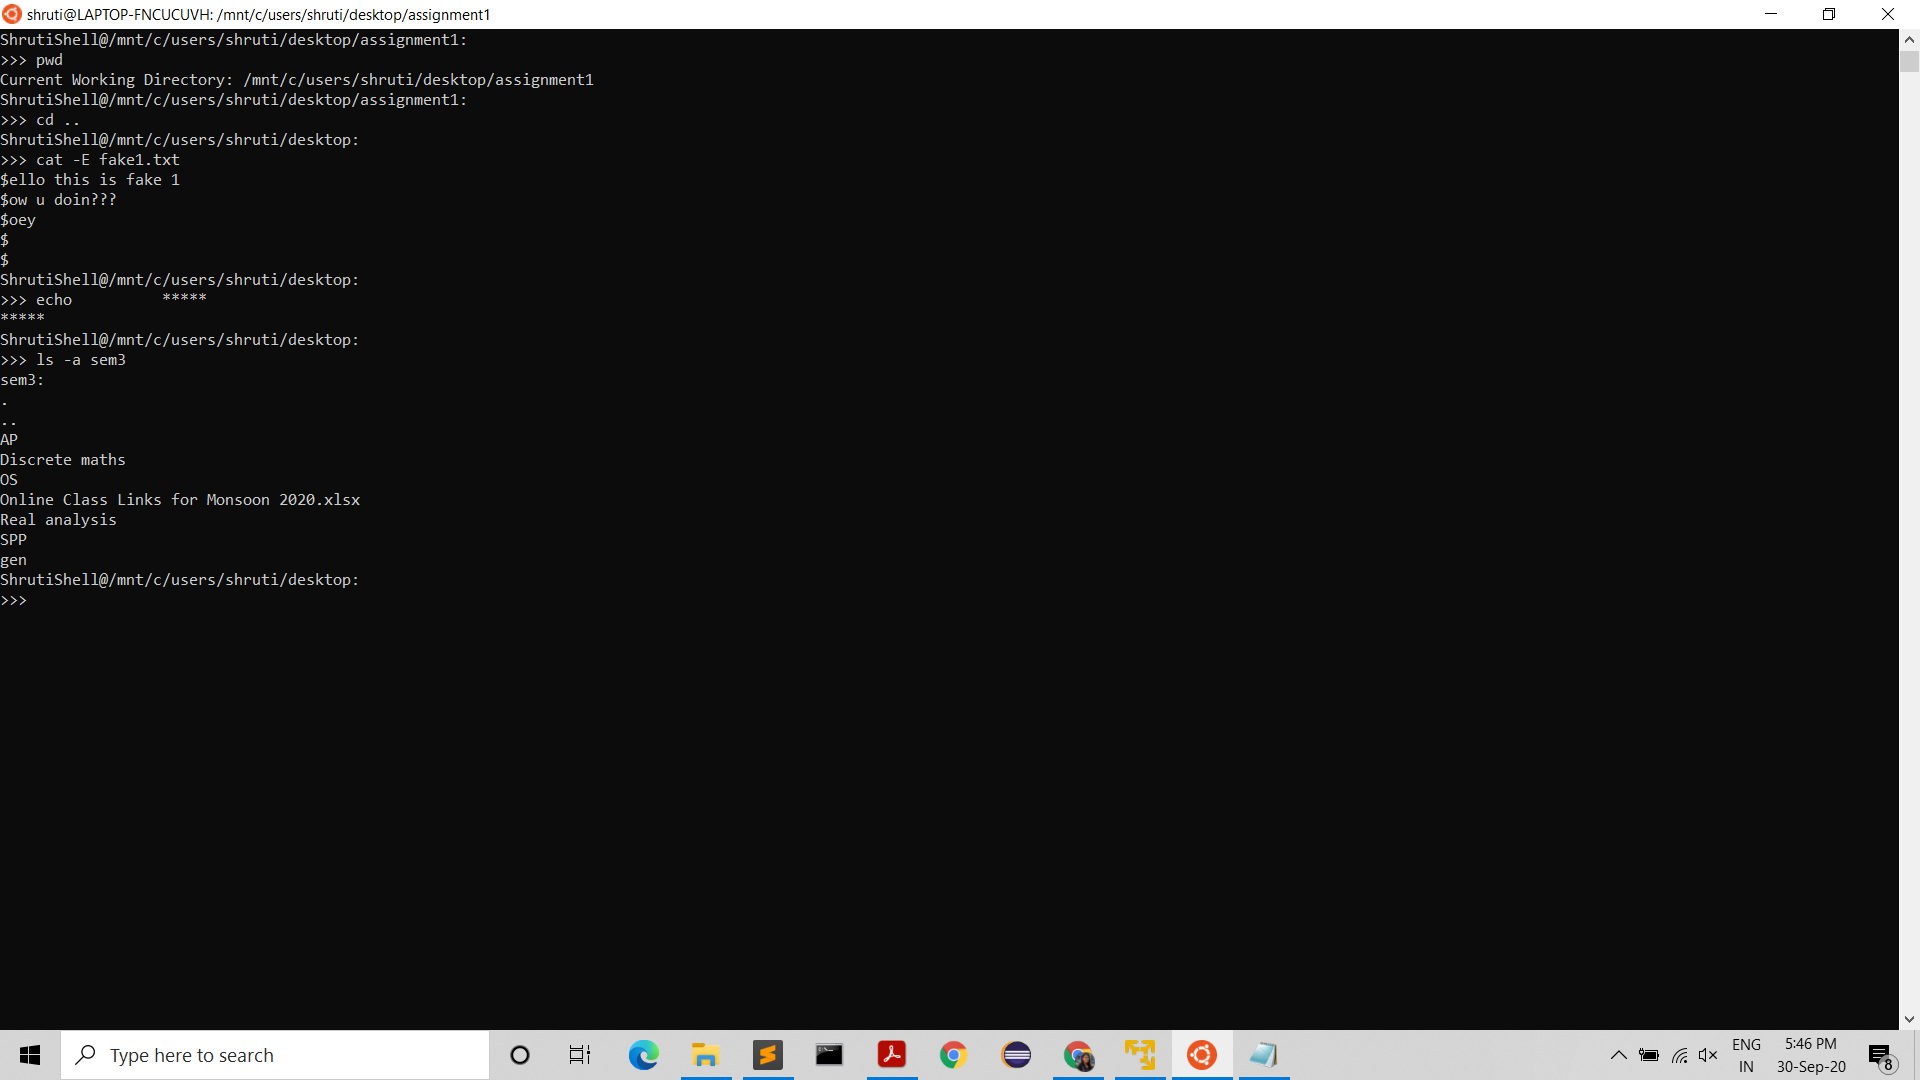 shruti@LAPTOP-FNCUCUVH: /mnt/c/users/shruti/desktop/assignment1
ShrutiShell@/mnt/c/users/shruti/desktop/assignment1:
>>> pwd
Current Working Directory: /mnt/c/users/shruti/desktop/assignment1
ShrutiShell@/mnt/c/users/shruti/desktop/assignment1:
>>> cd ..
ShrutiShell@/mnt/c/users/shruti/desktop:
>>> cat -E fake1.txt
$ello this is fake 1
$ow u doin???
$oey
$
$
ShrutiShell@/mnt/c/users/shruti/desktop:
>>> echo          *****
*****
ShrutiShell@/mnt/c/users/shruti/desktop:
>>> ls -a sem3
sem3:
.
..
AP
Discrete maths
OS
Online Class Links for Monsoon 2020.xlsx
Real analysis
SPP
gen
ShrutiShell@/mnt/c/users/shruti/desktop:
>>>
Type here to search
ENG
IN
5:46 PM
30-Sep-20
8